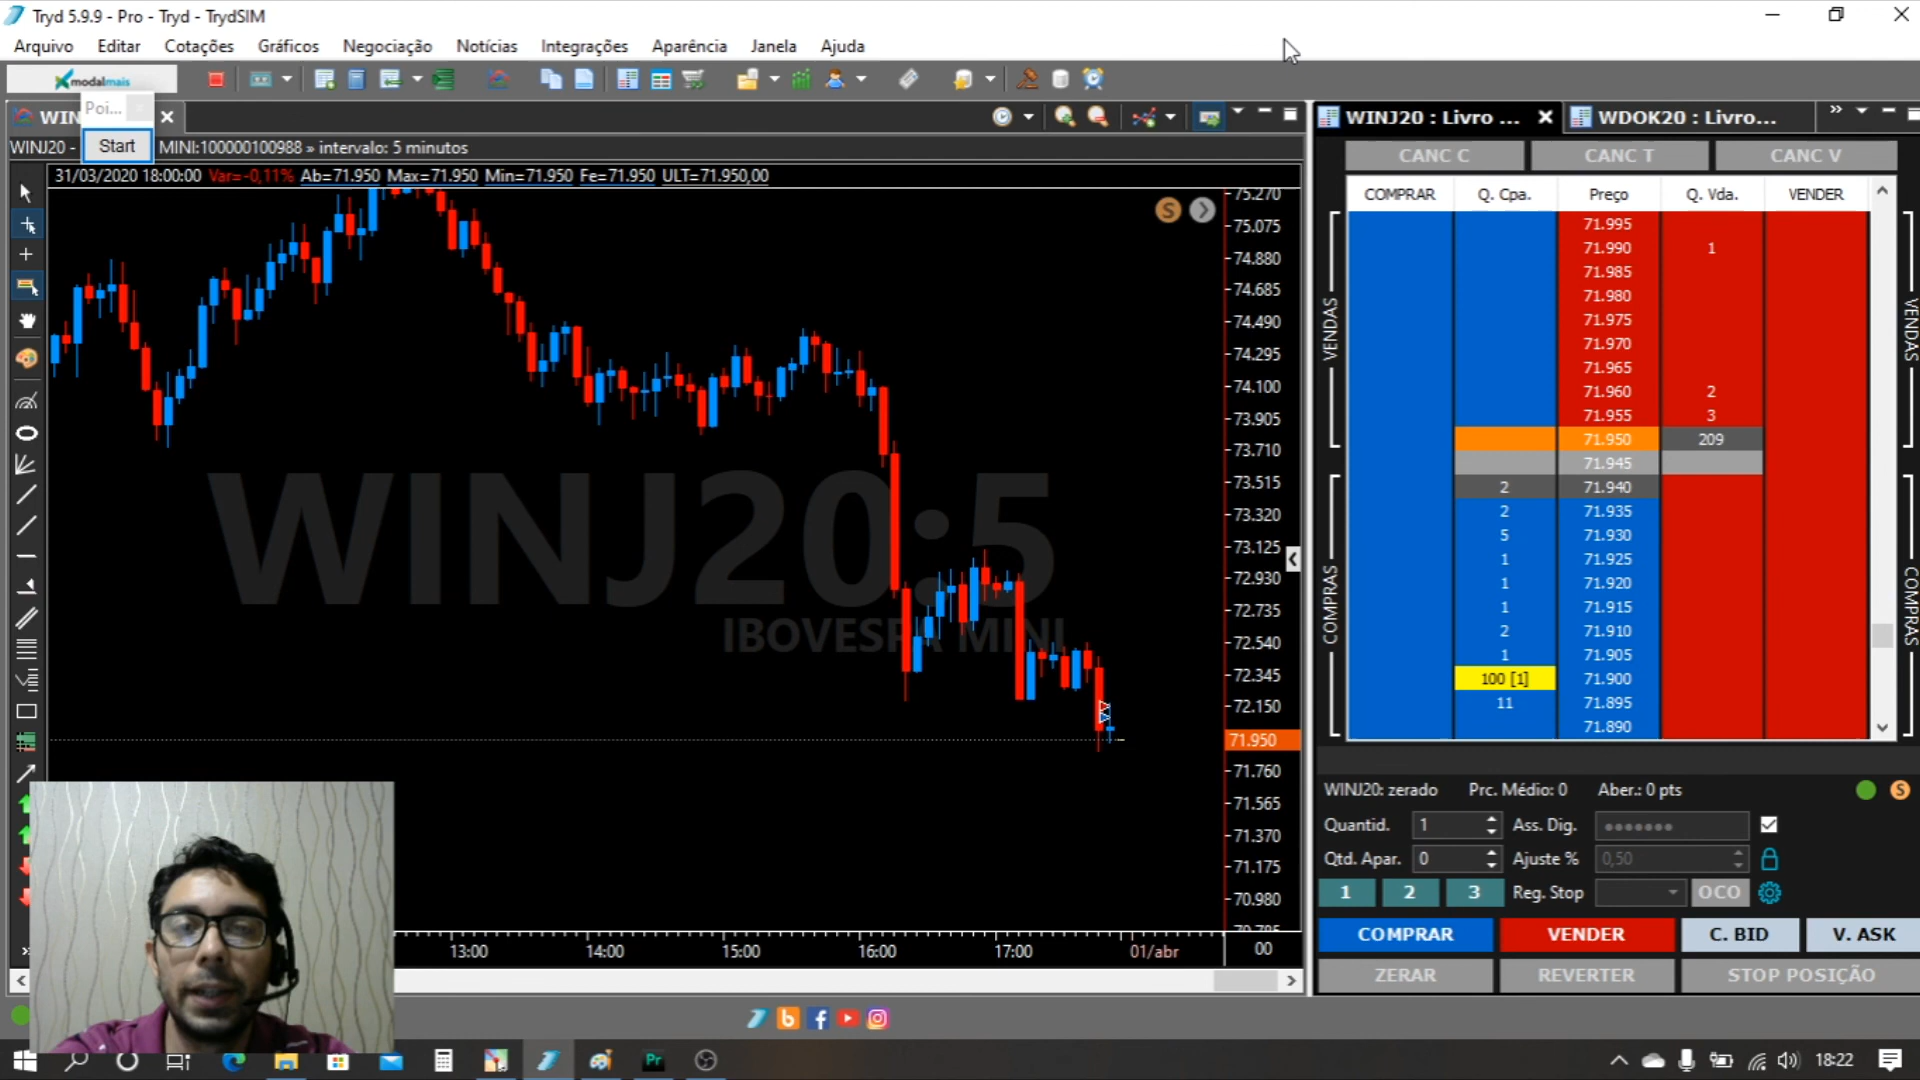 Tryd 5.9.9 - Pro - Tryd - TrydSIM
Arquivo Editar Cotações Gráficos Negociação Notícias Integrações Aparência Janela Ajuda
modalmais
WIN Poi...
WINJ20 : Livro ... WDOK20 : Livro...
WINJ20 - Start MINI:100000100988 » intervalo: 5 minutos
CANC C CANC T CANC V
31/03/2020 18:00:00 Var=-0,11% Ab=71.950 Max=71.950 Min=71.950 Fe=71.950 ULT=71.950,00
S
WINJ20:5
IBOVESPA MINI
75.270
75.075
74.880
74.685
74.490
74.295
74.100
73.905
73.710
73.515
73.320
73.125
72.930
72.735
72.540
72.345
72.150
71.950
71.760
71.565
71.370
71.175
70.980
70.785
13:00 14:00 15:00 16:00 17:00 01/abr 00
COMPRAR Q. Cpa. Preço Q. Vda. VENDER
71.995
71.990 1
71.985
71.980
71.975
71.970
71.965
71.960 2
71.955 3
71.950 209
71.945
2 71.940
2 71.935
5 71.930
1 71.925
1 71.920
1 71.915
2 71.910
1 71.905
100 [1] 71.900
11 71.895
71.890
VENDAS
COMPRAS
VENDAS
COMPRAS
WINJ20: zerado Prc. Médio: 0 Aber.: 0 pts S
Quantid. 1 Ass. Dig.
Qtd. Apar. 0 Ajuste % 0,50
1 2 3 Reg. Stop OCO
COMPRAR VENDER C. BID V. ASK
ZERAR REVERTER STOP POSIÇÃO
Pr
18:22